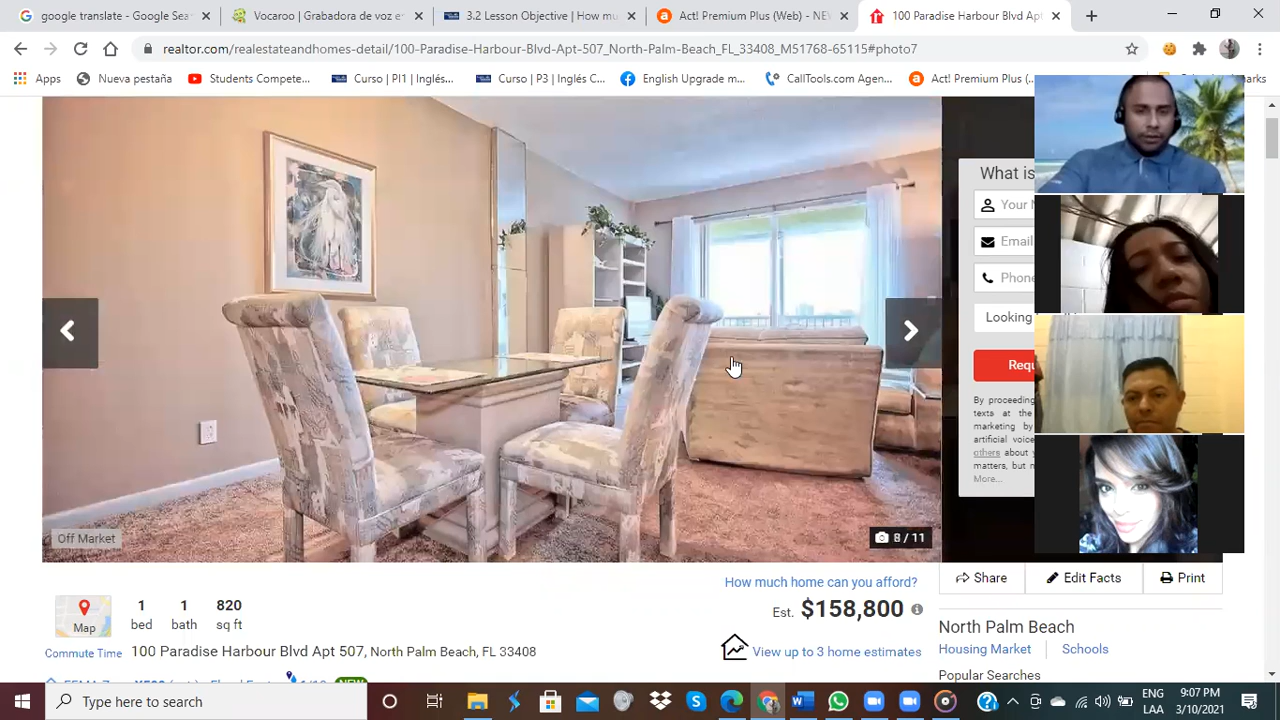 google translate - Google Sea
Vocaroo | Grabadora de voz
3.2 Lesson Objective | How mu
Act! Premium Plus (Web) - NE
100 Paradise Harbour Blvd Apt
realtor.com/realestateandhomes-detail/100-Paradise-Harbour-Blvd-Apt-507_North-Palm-Beach_FL_33408_M51768-65115#photo7
Apps
Nueva pestaña
Students Compete...
Curso | PI1 | Inglés...
Curso | P3 | Inglés C...
English Upgrade m...
CallTools.com Agen...
Act! Premium Plus (...
marks
What is
Your N
Email
Phone
Looking
Requ
By proceeding
texts at the
marketing by
artificial voice
others about
matters, but n
More...
Off Market
8 / 11
How much home can you afford?
Share
Edit Facts
Print
1
bed
1
bath
820
sq ft
Est. $158,800
Map
North Palm Beach
Commute Time
100 Paradise Harbour Blvd Apt 507, North Palm Beach, FL 33408
View up to 3 home estimates
Housing Market
Schools
Popular Searches
NEW
Type here to search
ENG
LAA
9:07 PM
3/10/2021